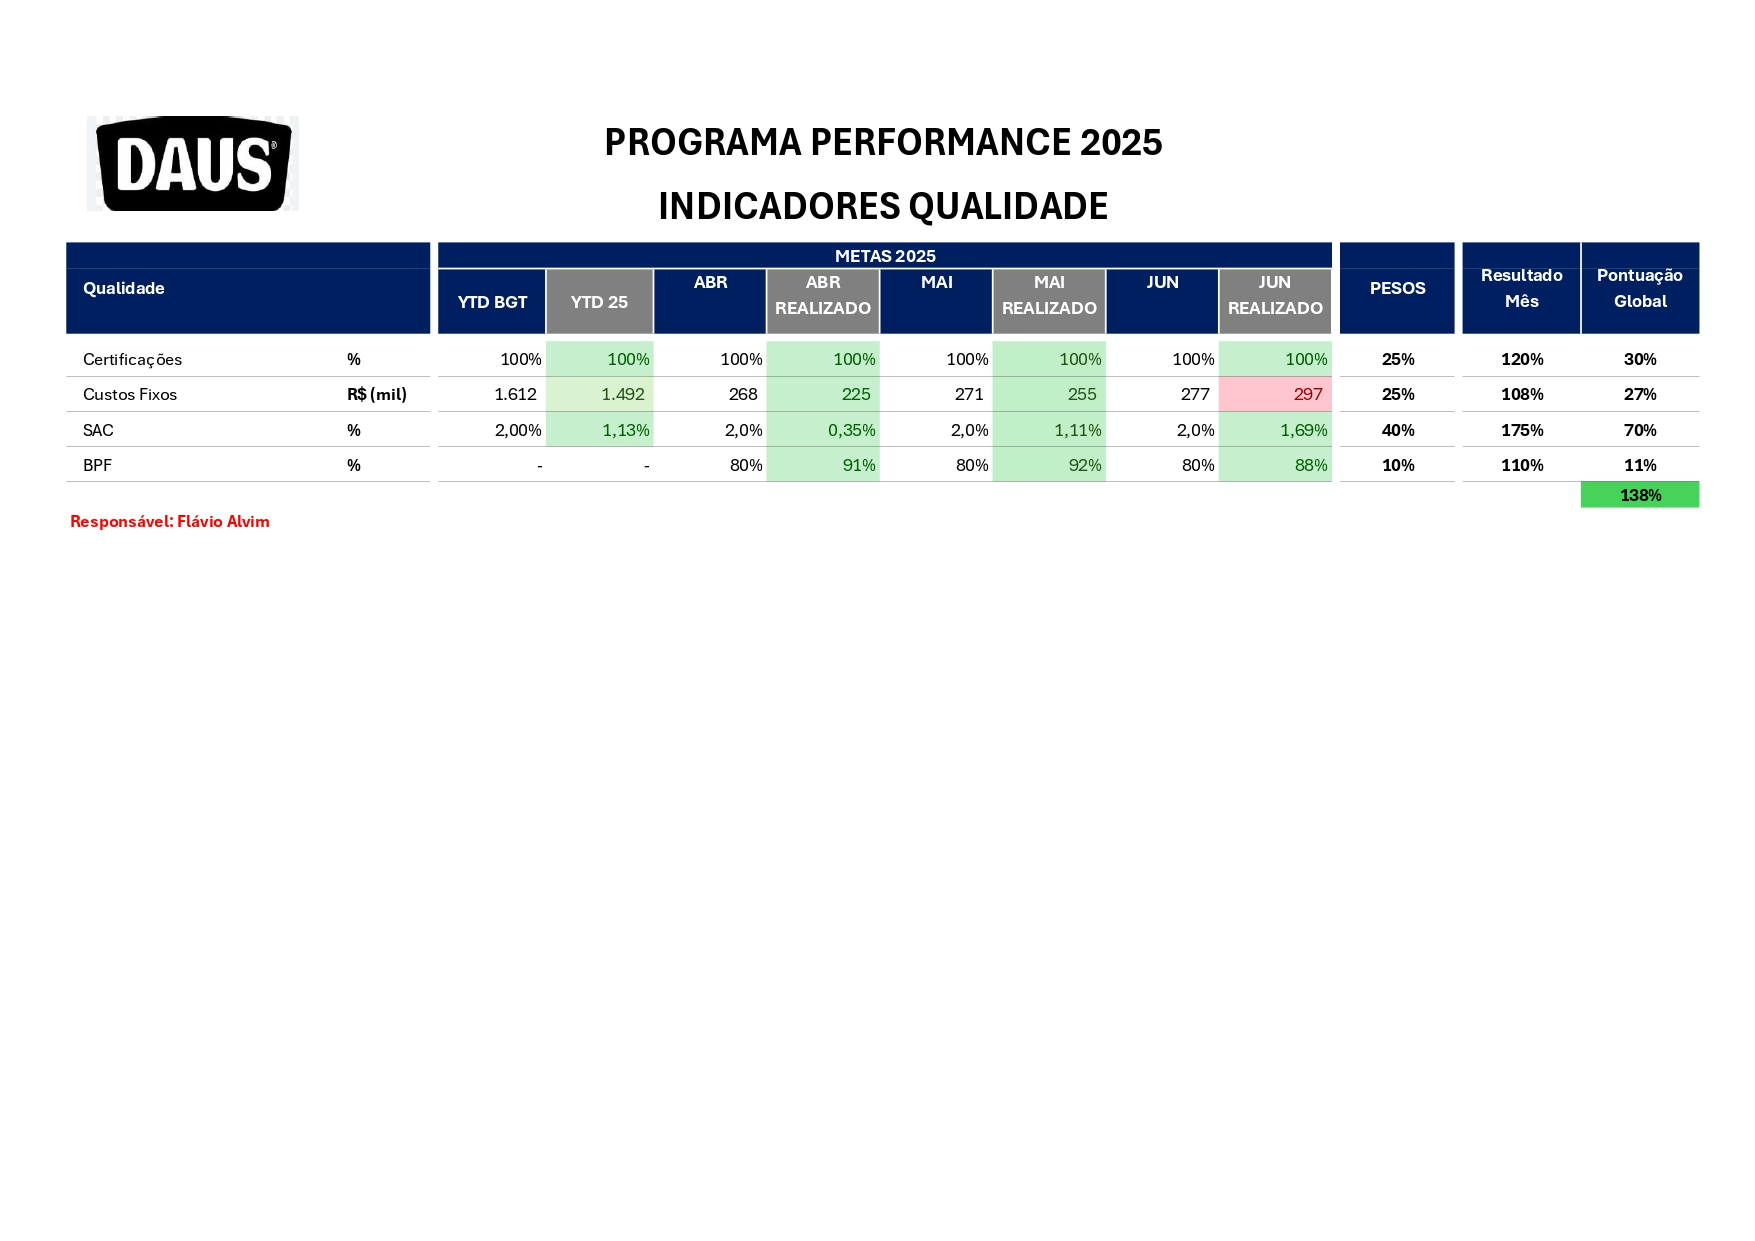 DAUS®
PROGRAMA PERFORMANCE 2025
INDICADORES QUALIDADE
Qualidade
METAS 2025
YTD BGT YTD 25 ABR ABR REALIZADO MAI MAI REALIZADO JUN JUN REALIZADO PESOS Resultado Mês Pontuação Global
Certificações % 100% 100% 100% 100% 100% 100% 100% 100% 25% 120% 30%
Custos Fixos R$ (mil) 1.612 1.492 268 225 271 255 277 297 25% 108% 27%
SAC % 2,00% 1,13% 2,0% 0,35% 2,0% 1,11% 2,0% 1,69% 40% 175% 70%
BPF % - - 80% 91% 80% 92% 80% 88% 10% 110% 11%
138%
Responsável: Flávio Alvim